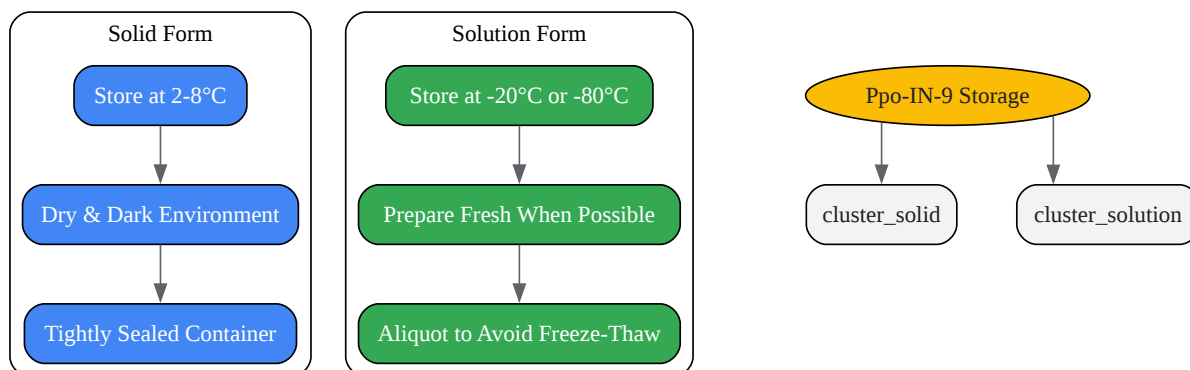 Solid Form
Store at 2-8°C
Dry & Dark Environment
Tightly Sealed Container
Solution Form
Store at -20°C or -80°C
Prepare Fresh When Possible
Aliquot to Avoid Freeze-Thaw
Ppo-IN-9 Storage
cluster_solid
cluster_solution